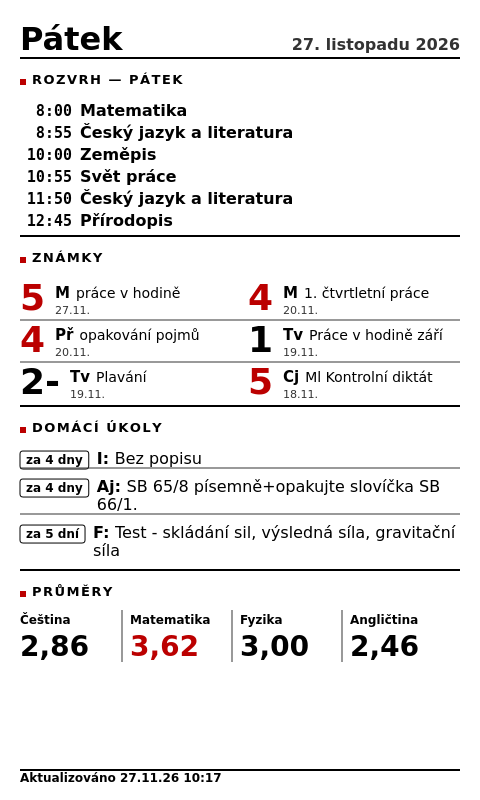 Pátek 27. listopadu 2026
ROZVRH — PÁTEK
8:00 Matematika
8:55 Český jazyk a literatura
10:00 Zeměpis
10:55 Svět práce
11:50 Český jazyk a literatura
12:45 Přírodopis
ZNÁMKY
5 M práce v hodině
27.11.
4 M 1. čtvrtletní práce
20.11.
4 Př opakování pojmů
20.11.
1 Tv Práce v hodině září
19.11.
2- Tv Plavání
19.11.
5 Cj Ml Kontrolní diktát
18.11.
DOMÁCÍ ÚKOLY
za 4 dny I: Bez popisu
za 4 dny Aj: SB 65/8 písemně+opakujte slovíčka SB
66/1.
za 5 dní F: Test - skládání sil, výsledná síla, gravitační
síla
PRŮMĚRY
Čeština Matematika Fyzika Angličtina
2,86 3,62 3,00 2,46
Aktualizováno 27.11.26 10:17